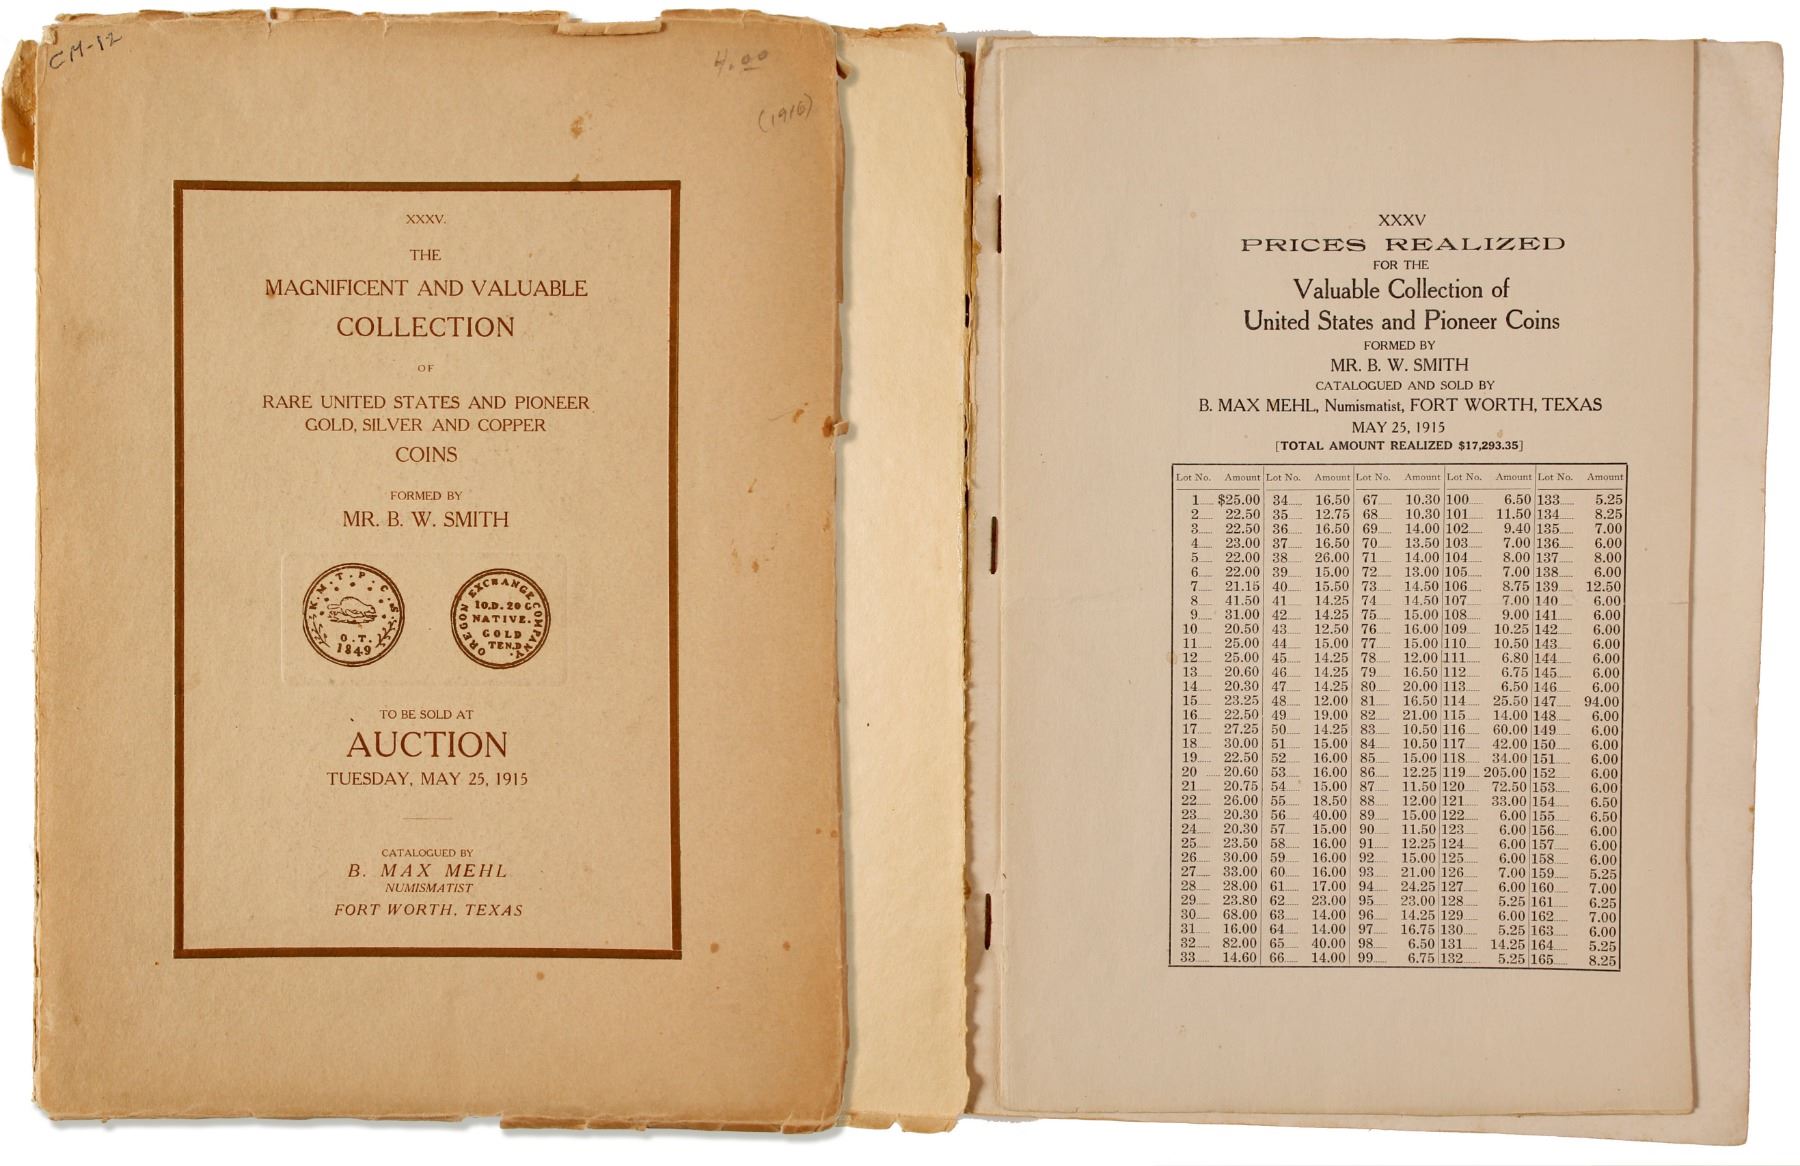 CM-12
4.00
(1916)
XXXV.
THE
MAGNIFICENT AND VALUABLE
COLLECTION
OF
RARE UNITED STATES AND PIONEER
GOLD, SILVER AND COPPER
COINS
FORMED BY
MR. B. W. SMITH
K. M. T. P. C. S.
O. T.
1849
OREGON EXCHANGE COMPANY
10.D. 20 G.
NATIVE.
GOLD
TEN.D.
TO BE SOLD AT
AUCTION
TUESDAY, MAY 25, 1915
CATALOGUED BY
B. MAX MEHL
NUMISMATIST
FORT WORTH, TEXAS
XXXV
PRICES REALIZED
FOR THE
Valuable Collection of
United States and Pioneer Coins
FORMED BY
MR. B. W. SMITH
CATALOGUED AND SOLD BY
B. MAX MEHL, Numismatist, FORT WORTH, TEXAS
MAY 25, 1915
[TOTAL AMOUNT REALIZED $17,293.35]
Lot No. Amount Lot No. Amount Lot No. Amount Lot No. Amount Lot No. Amount
1 $25.00 34 16.50 67 10.30 100 6.50 133 5.25
2 22.50 35 12.75 68 10.30 101 11.50 134 8.25
3 22.50 36 16.50 69 14.00 102 9.40 135 7.00
4 23.00 37 16.50 70 13.50 103 7.00 136 6.00
5 22.00 38 26.00 71 14.00 104 8.00 137 8.00
6 22.00 39 15.00 72 13.00 105 7.00 138 6.00
7 21.15 40 15.50 73 14.50 106 8.75 139 12.50
8 41.50 41 14.25 74 14.50 107 7.00 140 6.00
9 31.00 42 14.25 75 15.00 108 9.00 141 6.00
10 20.50 43 12.50 76 16.00 109 10.25 142 6.00
11 25.00 44 15.00 77 15.00 110 10.50 143 6.00
12 25.00 45 14.25 78 12.00 111 6.80 144 6.00
13 20.60 46 14.25 79 16.50 112 6.75 145 6.00
14 20.30 47 14.25 80 20.00 113 6.50 146 6.00
15 23.25 48 12.00 81 16.50 114 25.50 147 94.00
16 22.50 49 19.00 82 21.00 115 14.00 148 6.00
17 27.25 50 14.25 83 10.50 116 60.00 149 6.00
18 30.00 51 15.00 84 10.50 117 42.00 150 6.00
19 22.50 52 16.00 85 15.00 118 34.00 151 6.00
20 20.60 53 16.00 86 12.25 119 205.00 152 6.00
21 20.75 54 15.00 87 11.50 120 72.50 153 6.00
22 26.00 55 18.50 88 12.00 121 33.00 154 6.50
23 20.30 56 40.00 89 15.00 122 6.00 155 6.50
24 20.30 57 15.00 90 11.50 123 6.00 156 6.00
25 23.50 58 16.00 91 12.25 124 6.00 157 6.00
26 30.00 59 16.00 92 15.00 125 6.00 158 6.00
27 33.00 60 16.00 93 21.00 126 7.00 159 5.25
28 28.00 61 17.00 94 24.25 127 6.00 160 7.00
29 23.80 62 23.00 95 23.00 128 5.25 161 6.25
30 68.00 63 14.00 96 14.25 129 6.00 162 7.00
31 16.00 64 14.00 97 16.75 130 5.25 163 6.00
32 82.00 65 40.00 98 6.50 131 14.25 164 5.25
33 14.60 66 14.00 99 6.75 132 5.25 165 8.25